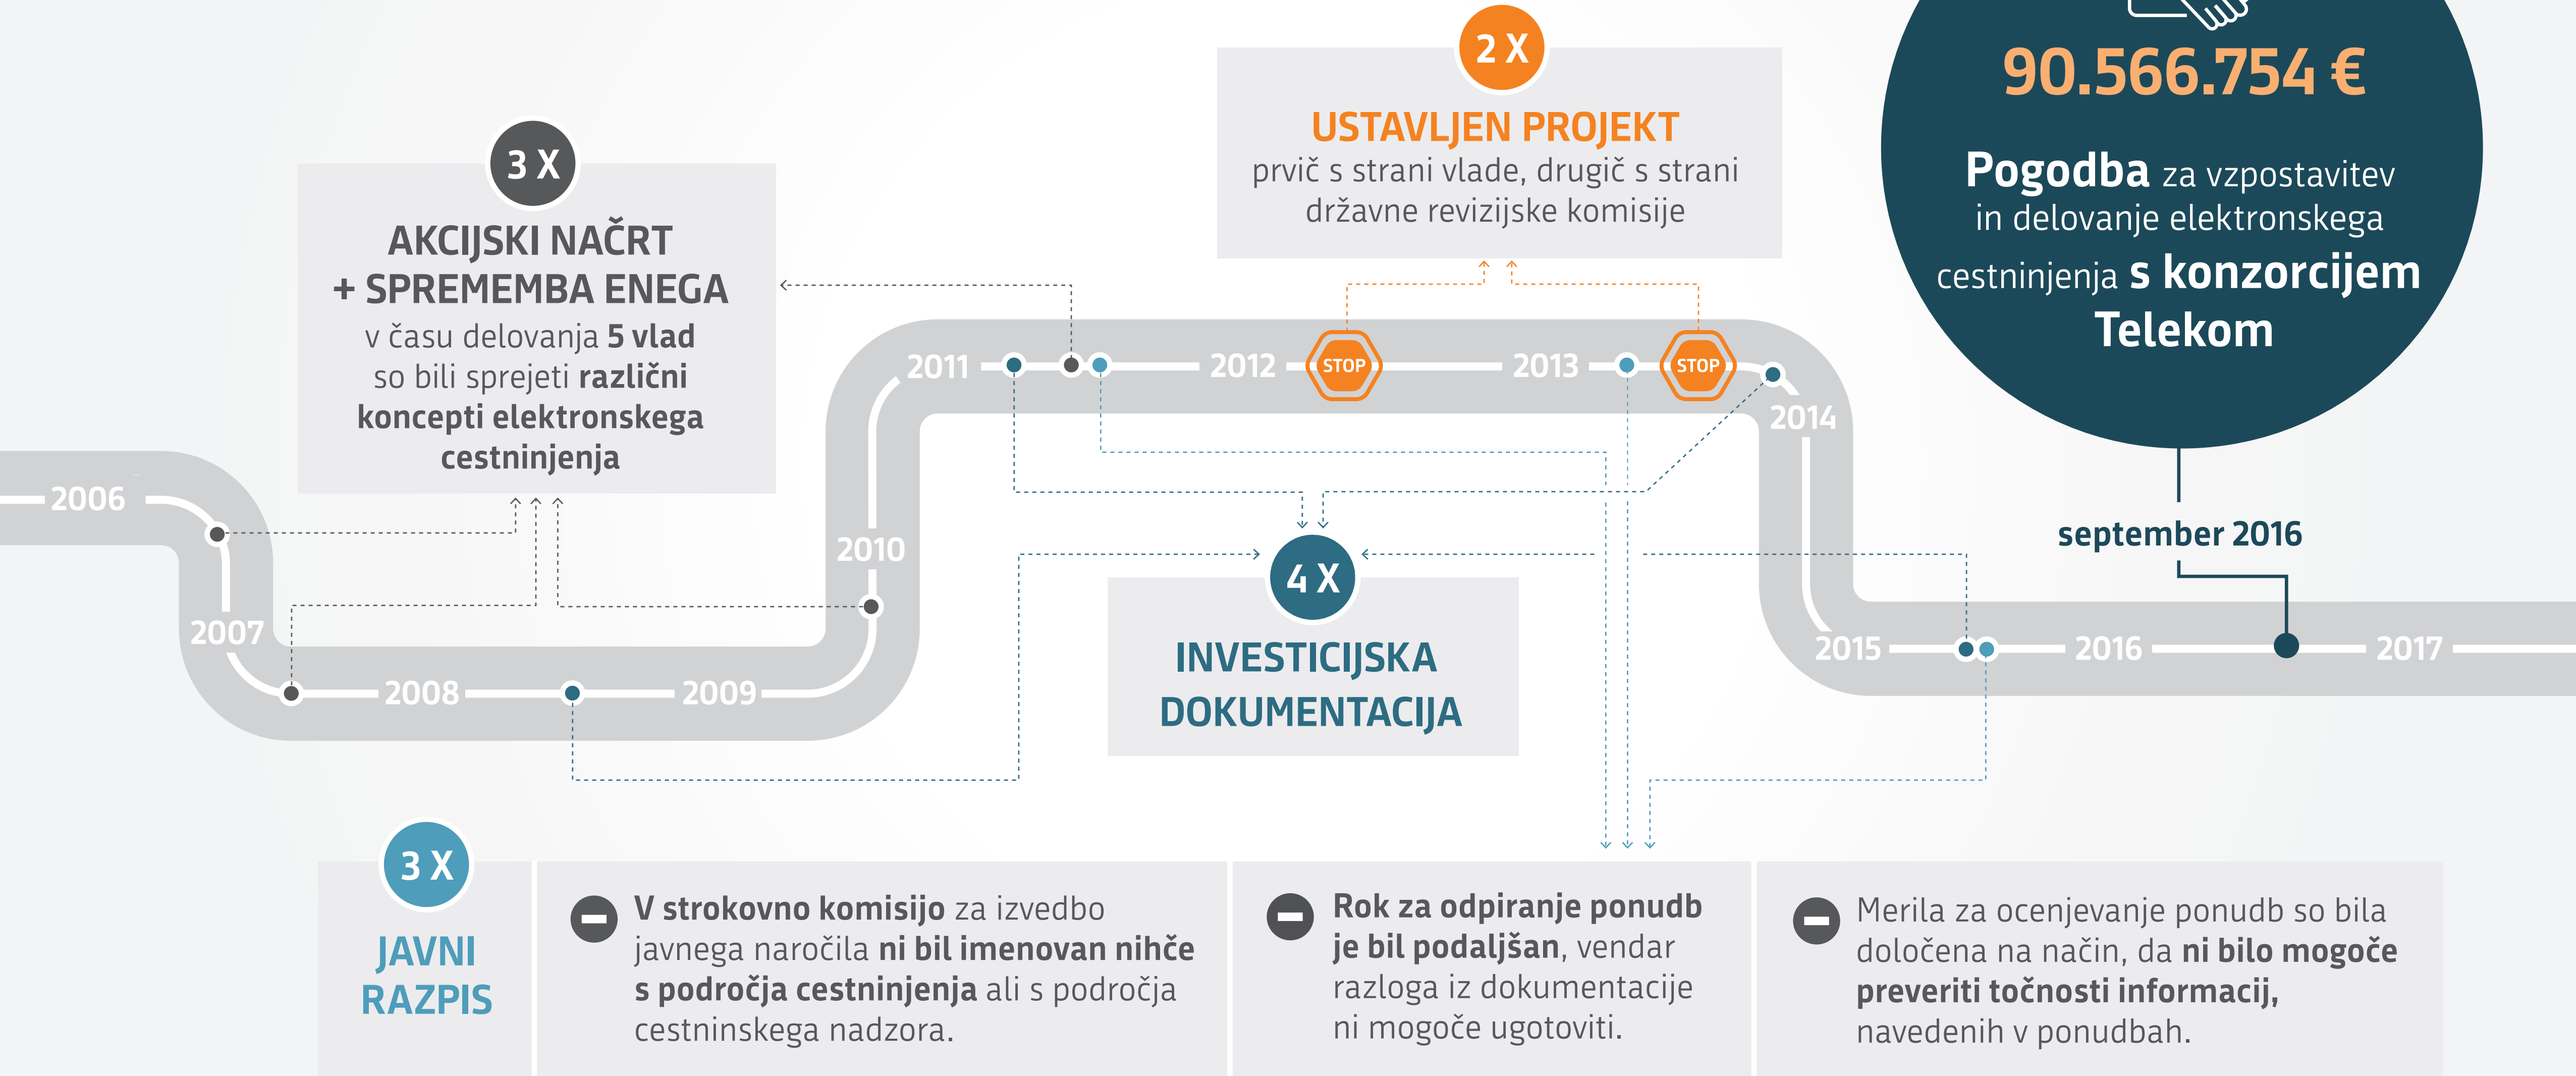 2 X
USTAVLJEN PROJEKT
prvič s strani vlade, drugič s strani
državne revizijske komisije
90.566.754 €
Pogodba za vzpostavitev
in delovanje elektronskega
cestninjenja s konzorcijem
Telekom
september 2016
3 X
AKCIJSKI NAČRT
+ SPREMEMBA ENEGA
v času delovanja 5 vlad
so bili sprejeti različni
koncepti elektronskega
cestninjenja
2006
2007
2008
2009
2010
2011
2012
STOP
2013
STOP
2014
2015
2016
2017
4 X
INVESTICIJSKA
DOKUMENTACIJA
3 X
JAVNI
RAZPIS
V strokovno komisijo za izvedbo
javnega naročila ni bil imenovan nihče
s področja cestninjenja ali s področja
cestninskega nadzora.
Rok za odpiranje ponudb
je bil podaljšan, vendar
razloga iz dokumentacije
ni mogoče ugotoviti.
Merila za ocenjevanje ponudb so bila
določena na način, da ni bilo mogoče
preveriti točnosti informacij,
navedenih v ponudbah.